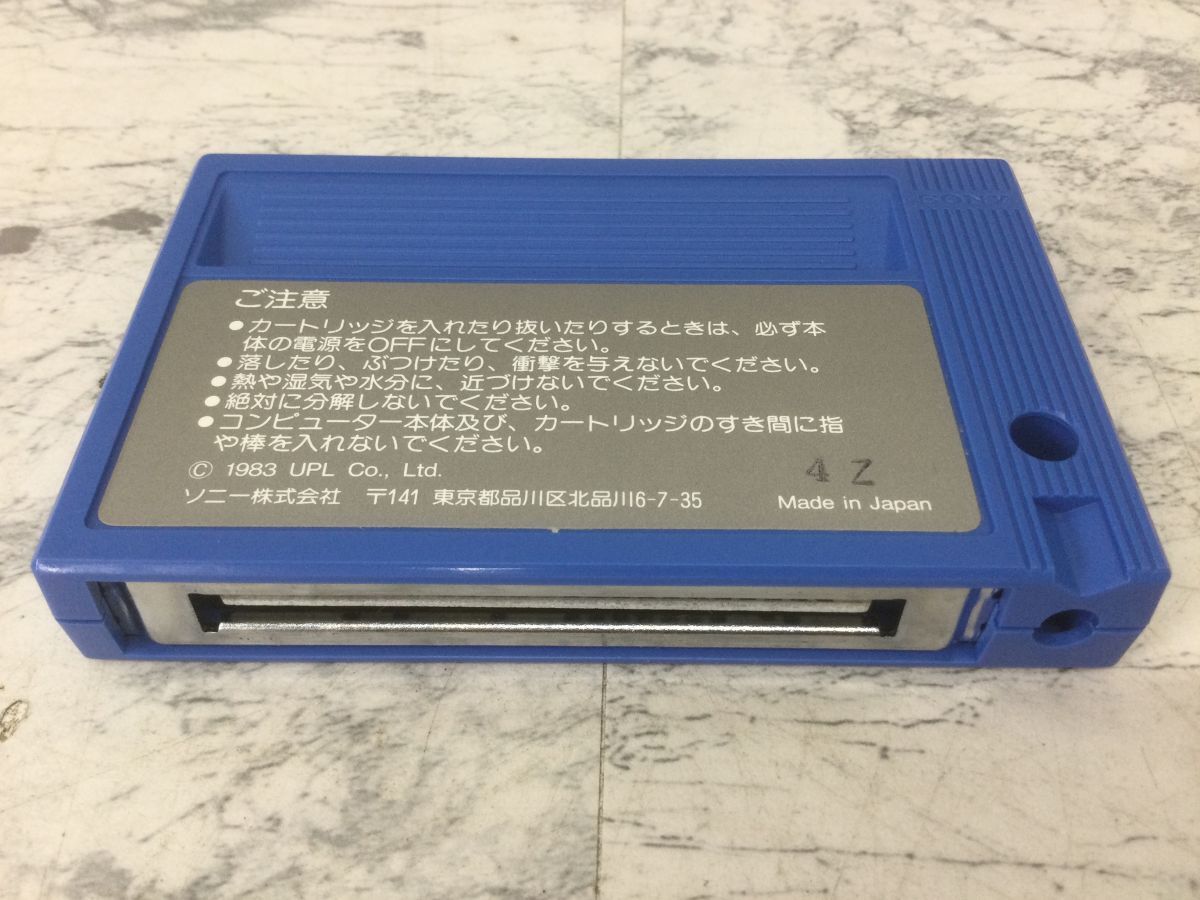 SONY
ご注意
●カートリッジを入れたり抜いたりするときは、必ず本
体の電源をOFFにしてください。
●落したり、ぶつけたり、衝撃を与えないでください。
●熱や湿気や水分に、近づけないでください。
●絶対に分解しないでください。
●コンピューター本体及び、カートリッジのすき間に指
や棒を入れないでください。
© 1983 UPL Co., Ltd.
4 Z
ソニー株式会社 〒141 東京都品川区北品川6-7-35 Made in Japan